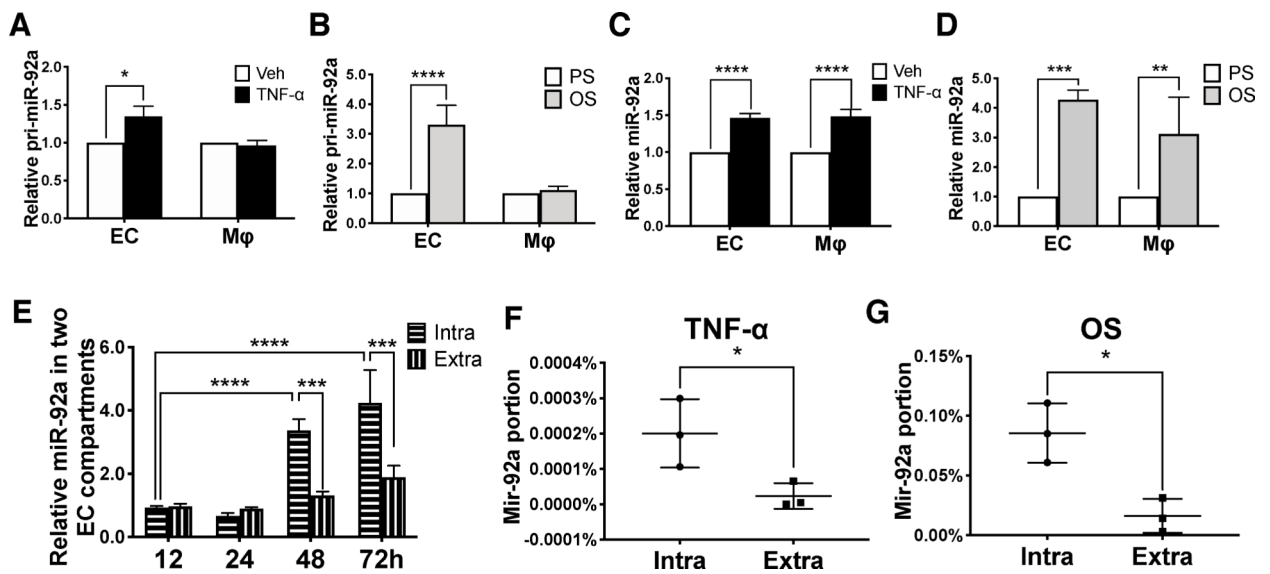 A
Relative pri-miR-92a
2.0
1.5
1.0
0.5
0.0
*
Veh
TNF-α
EC
Mφ
B
Relative pri-miR-92a
5.0
4.0
3.0
2.0
1.0
0.0
****
PS
OS
EC
Mφ
C
Relative miR-92a
2.0
1.5
1.0
0.5
0.0
****
****
Veh
TNF-α
EC
Mφ
D
Relative miR-92a
5.0
4.0
3.0
2.0
1.0
0.0
***
**
PS
OS
EC
Mφ
E
Relative miR-92a in two
EC compartments
6.0
4.0
2.0
0.0
****
****
***
***
Intra
Extra
12
24
48
72h
F
TNF-α
Mir-92a portion
0.0004%
0.0003%
0.0002%
0.0001%
0.0000%
-0.0001%
*
Intra
Extra
G
OS
Mir-92a portion
0.15%
0.10%
0.05%
0.00%
*
Intra
Extra